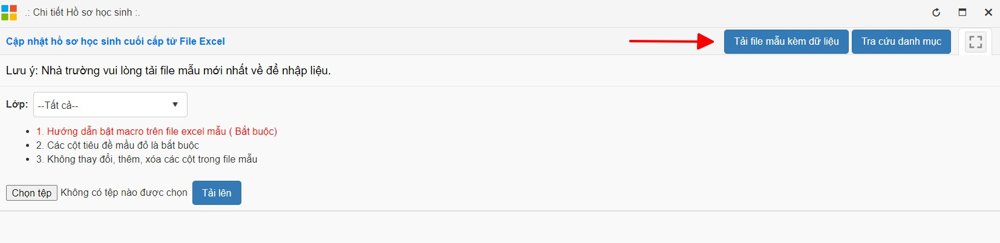 .: Chi tiết Hồ sơ học sinh :.
Cập nhật hồ sơ học sinh cuối cấp từ File Excel
Tải file mẫu kèm dữ liệu
Tra cứu danh mục
Lưu ý: Nhà trường vui lòng tải file mẫu mới nhất về để nhập liệu.
Lớp: --Tất cả--
1. Hướng dẫn bật macro trên file excel mẫu ( Bắt buộc)
2. Các cột tiêu đề mầu đỏ là bắt buộc
3. Không thay đổi, thêm, xóa các cột trong file mẫu
Chọn tệp Không có tệp nào được chọn Tải lên